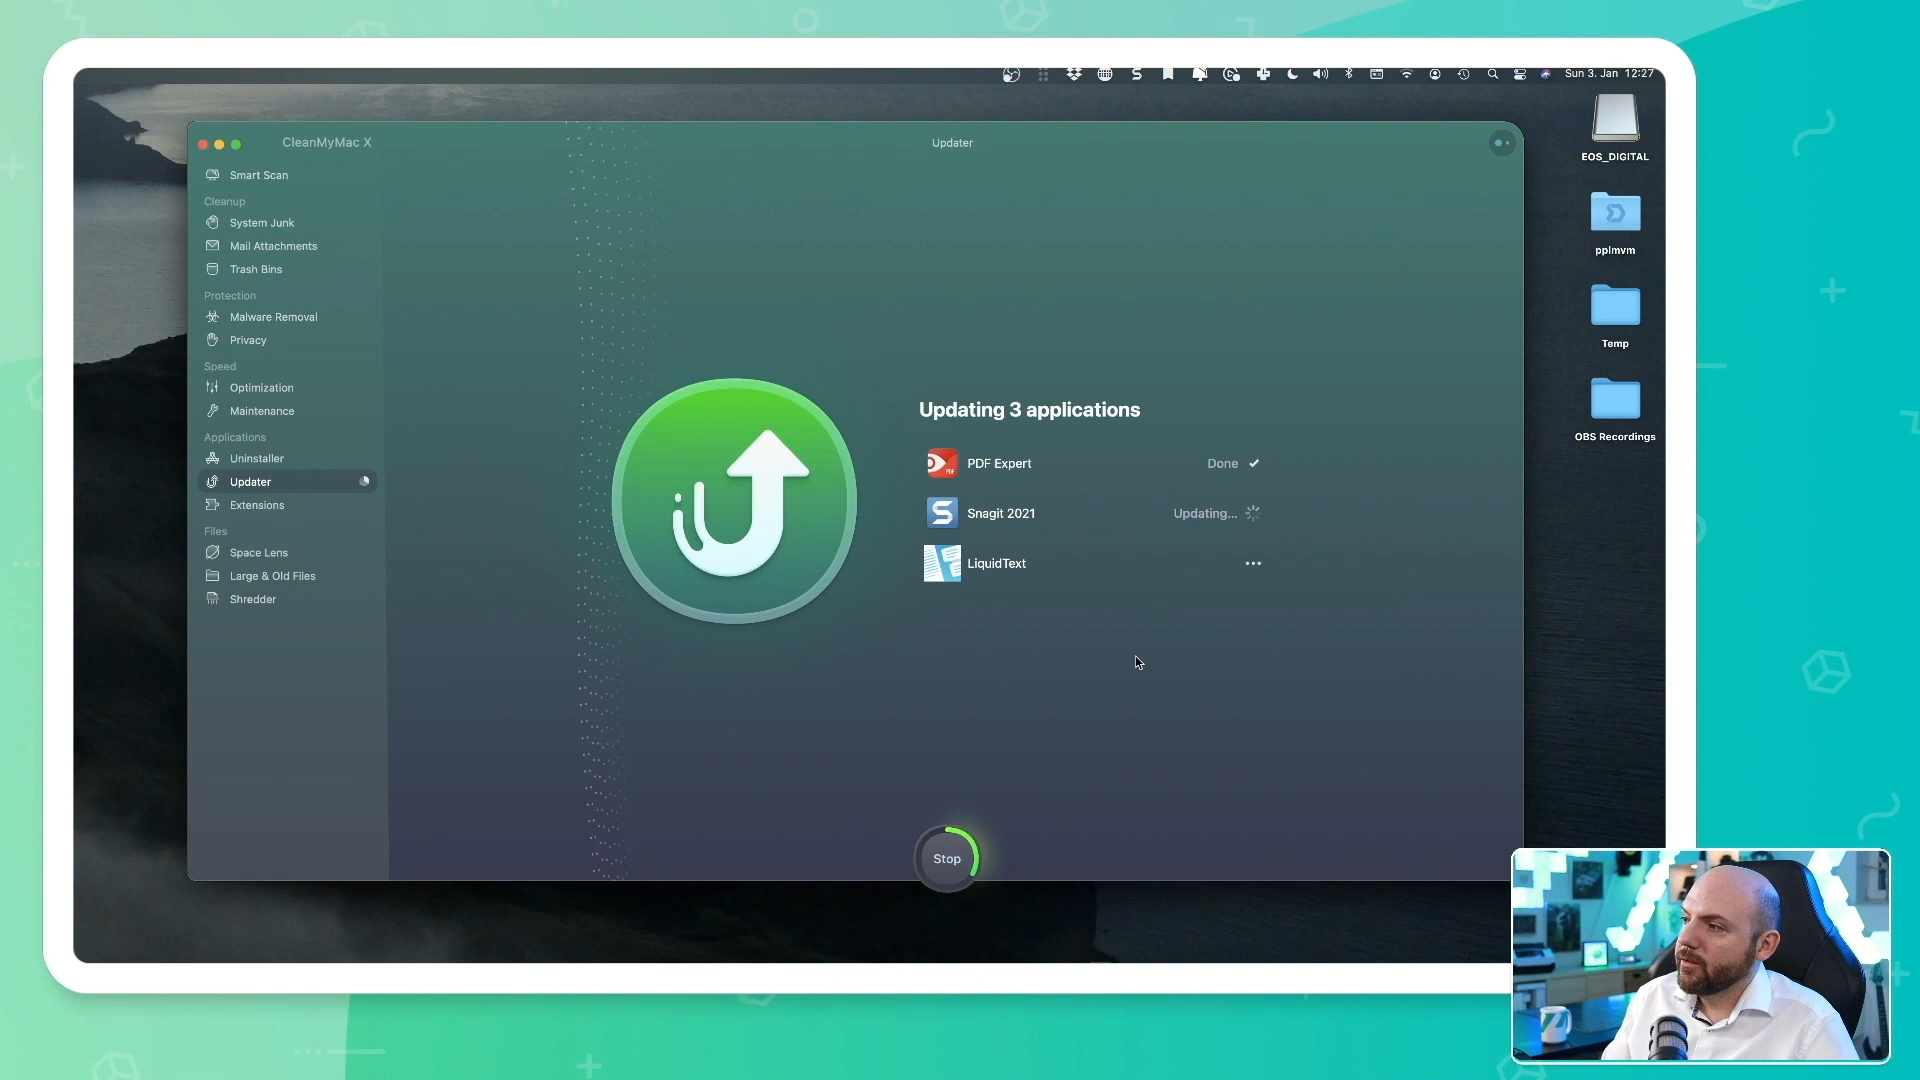 Sun 3. Jan 12:27
EOS_DIGITAL
pplmvm
Temp
OBS Recordings
CleanMyMac X
Updater
Smart Scan
Cleanup
System Junk
Mail Attachments
Trash Bins
Protection
Malware Removal
Privacy
Speed
Optimization
Maintenance
Applications
Uninstaller
Updater
Extensions
Files
Space Lens
Large & Old Files
Shredder
Updating 3 applications
PDF Expert
Done
Snagit 2021
Updating...
LiquidText
Stop